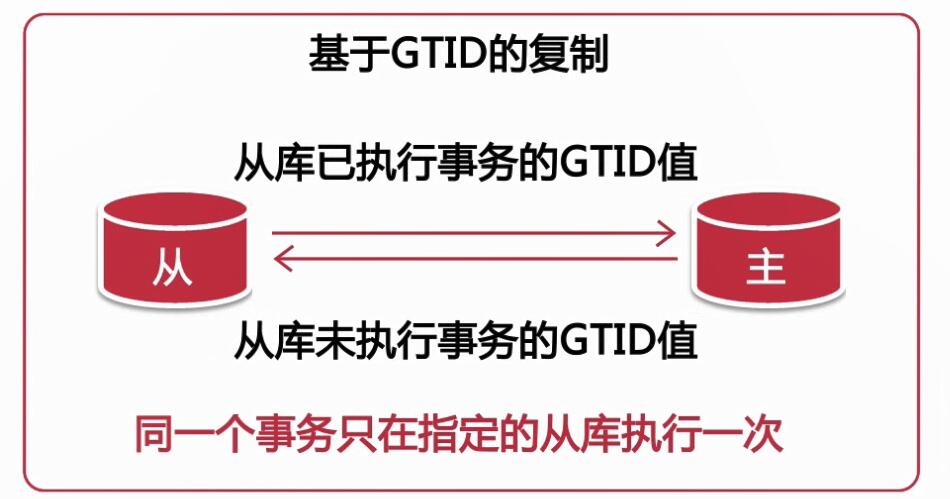 基于GTID的复制
从库已执行事务的GTID值
从
主
从库未执行事务的GTID值
同一个事务只在指定的从库执行一次